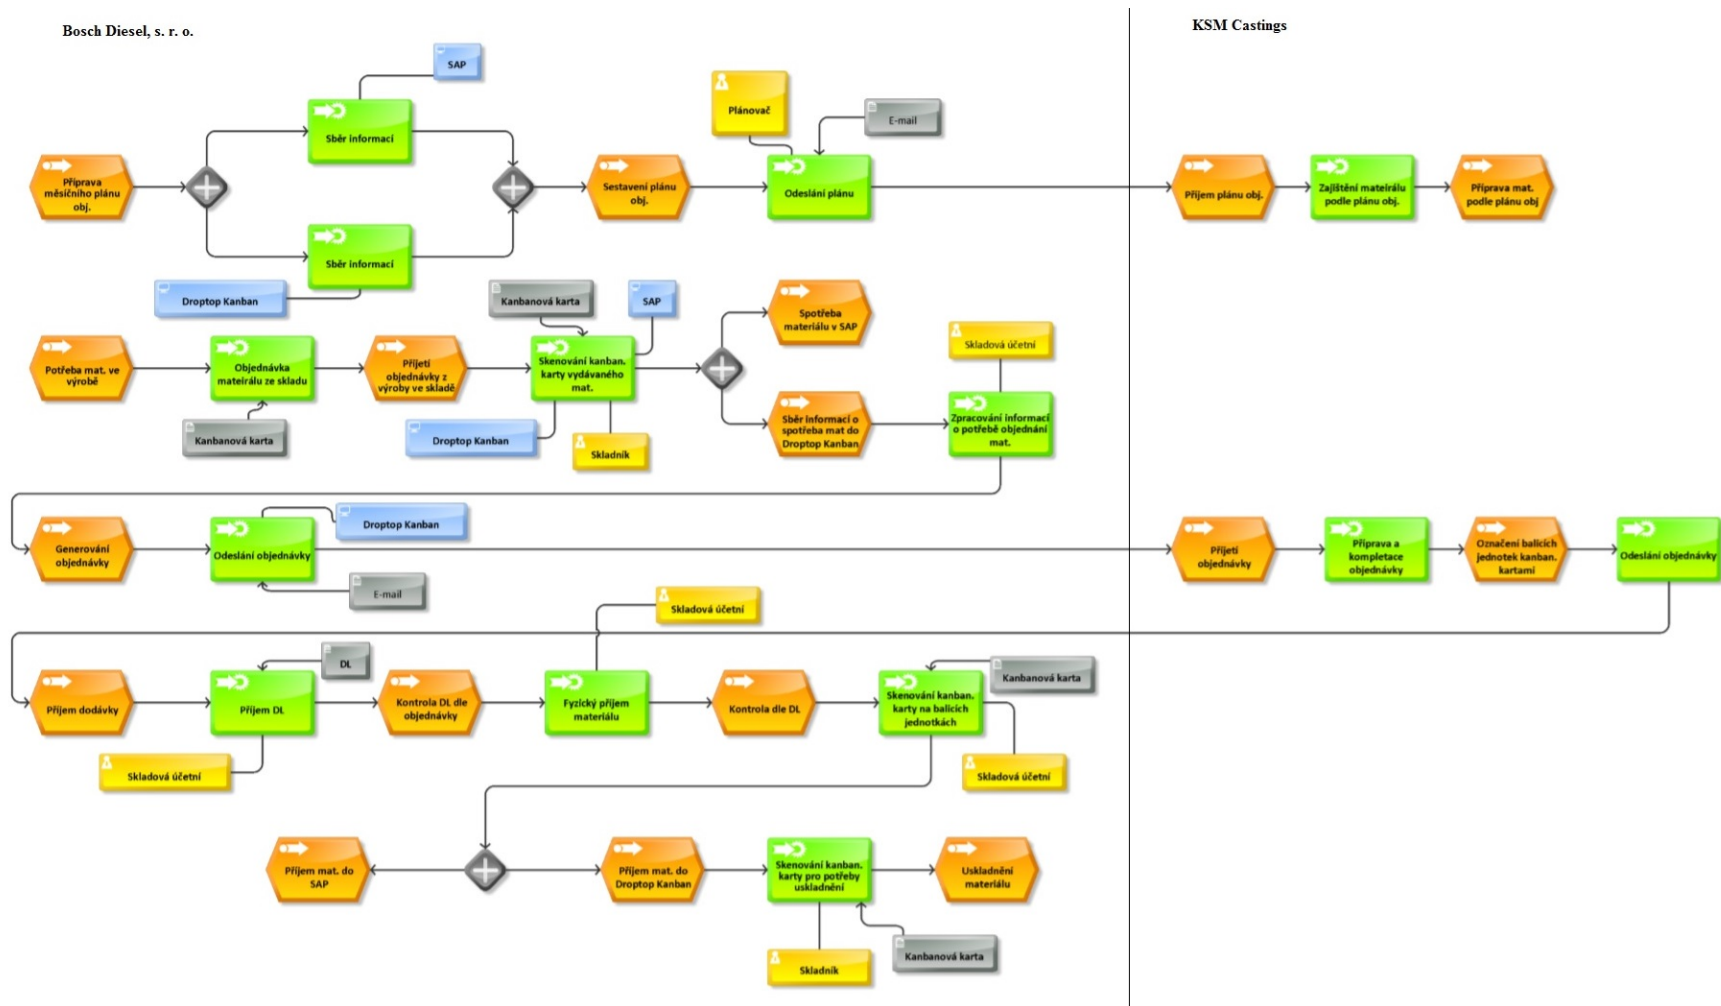 Bosch Diesel, s. r. o.
KSM Castings
SAP
Sběr informací
Plánovač
E-mail
Příprava
měsíčního plánu
obj.
Sestavení plánu
obj.
Odeslání plánu
Příjem plánu obj.
Zajištění mateirálu
podle plánu obj.
Příprava mat.
podle plánu obj
Sběr informací
Droptop Kanban
Kanbanová karta
SAP
Spotřeba
materiálu v SAP
Skladová účetní
Potřeba mat. ve
výrobě
Objednávka
mateirálu ze skladu
Přijetí
objednávky z
výroby ve skladě
Skenování kanban.
karty vydávaného
mat.
Kanbanová karta
Droptop Kanban
Skladník
Sběr informací o
spotřeba mat do
Droptop Kanban
Zpracování informací
o potřebě objednání
mat.
Generování
objednávky
Odeslání objednávky
Droptop Kanban
E-mail
Přijetí
objednávky
Příprava a
kompletace
objednávky
Označení balících
jednotek kanban.
kartami
Odeslání objednávky
Skladová účetní
DL
Kanbanová karta
Příjem dodávky
Příjem DL
Kontrola DL dle
objednávky
Fyzický příjem
materiálu
Kontrola dle DL
Skenování kanban.
karty na balících
jednotkách
Skladová účetní
Skladová účetní
Příjem mat. do
SAP
Příjem mat. do
Droptop Kanban
Skenování kanban.
karty pro potřeby
uskladnění
Uskladnění
materiálu
Skladník
Kanbanová karta